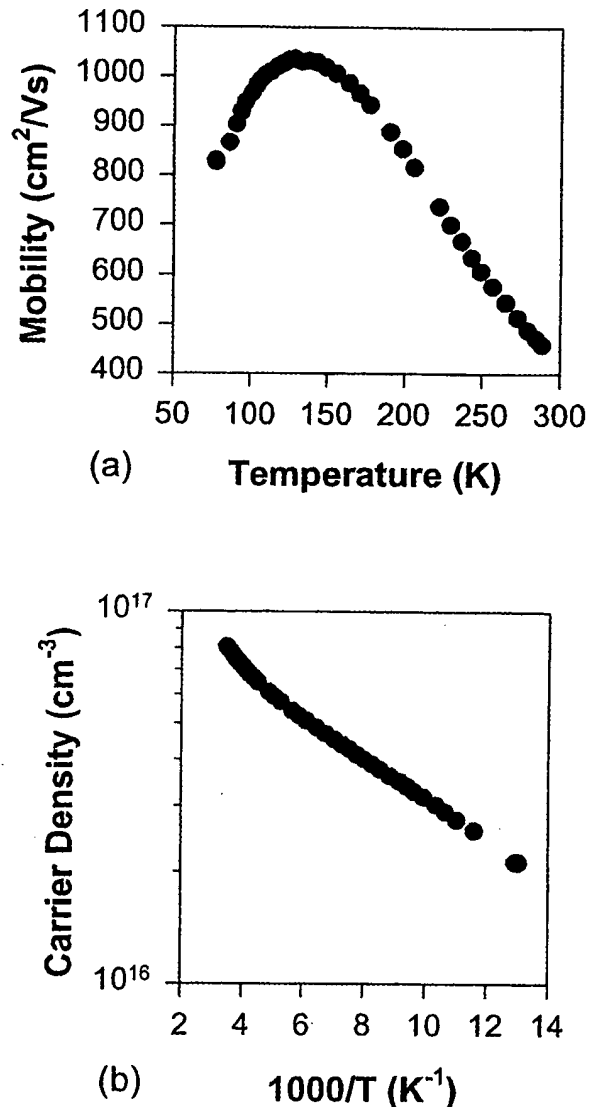 Mobility (cm²/Vs)
1100
1000
900
800
700
600
500
400
50 100 150 200 250 300
(a) Temperature (K)
Carrier Density (cm⁻³)
10¹⁷
10¹⁶
2 4 6 8 10 12 14
(b) 1000/T (K⁻¹)